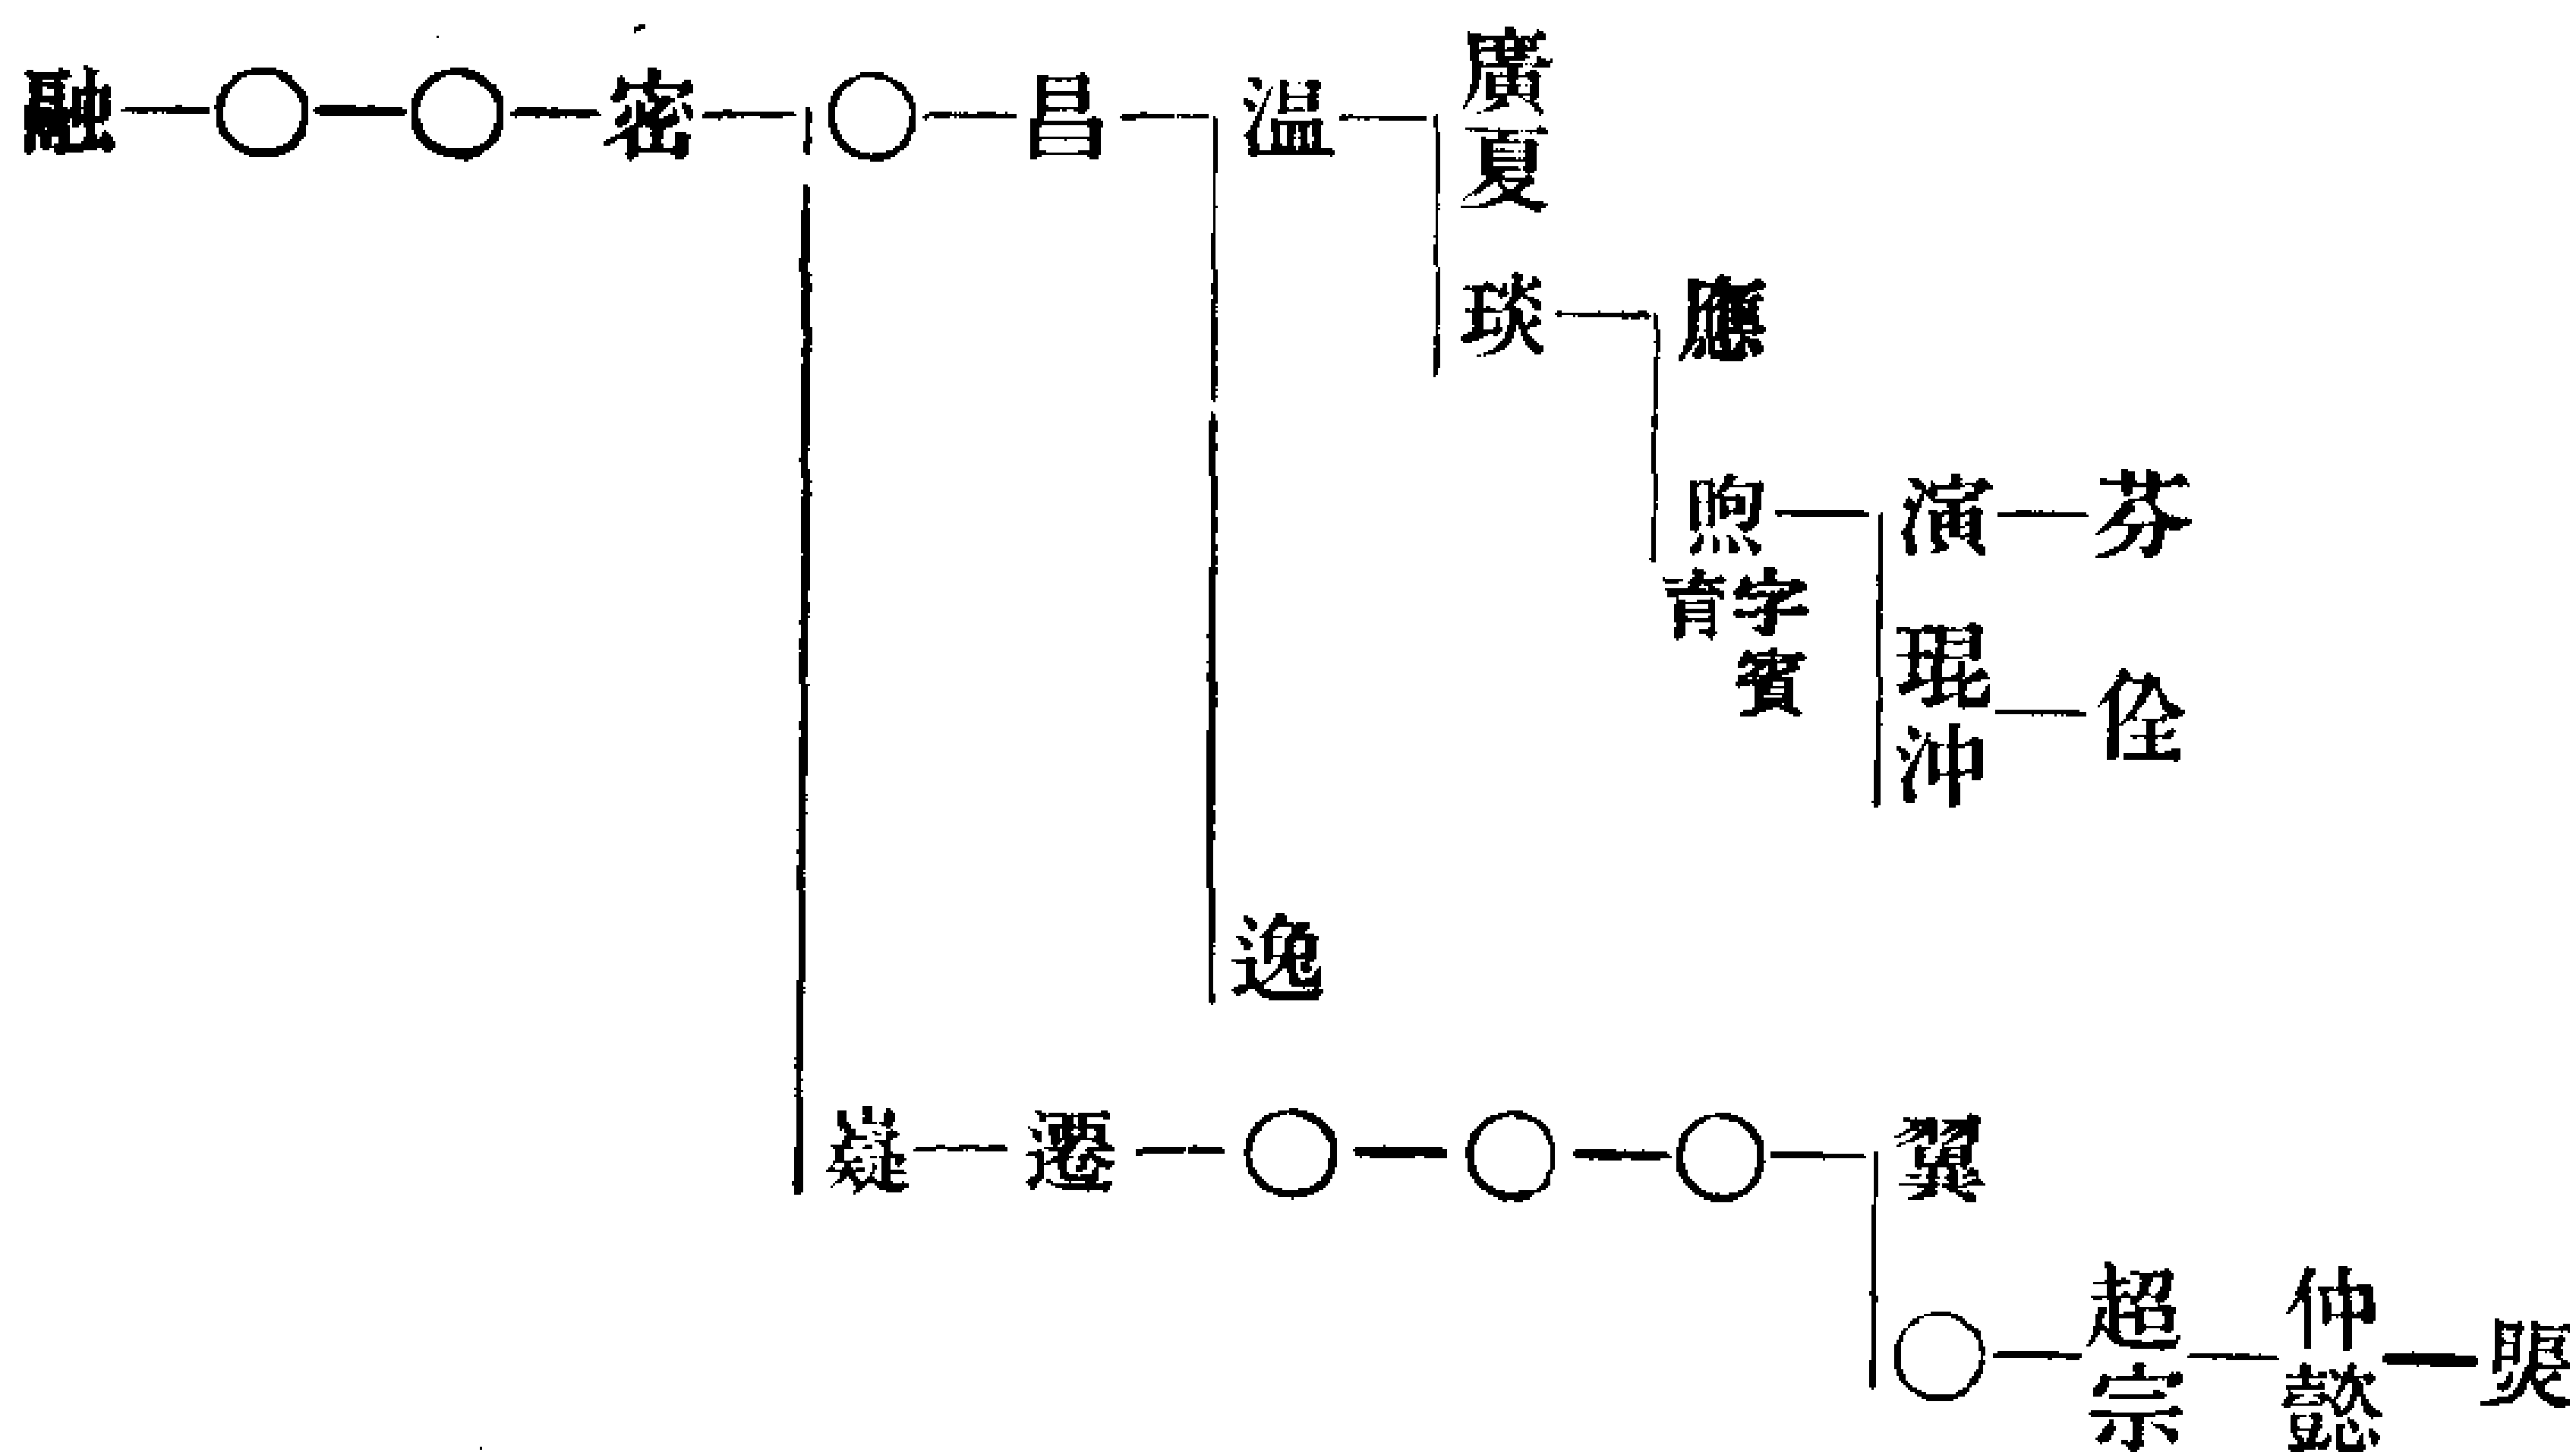 融 ○ ○ 密 ○ 昌 温 廣夏
琰 應
煦 演 芬
字賓育
琨沖 佺
逸
嶷 遷 ○ ○ ○ 翼
○ 超宗 仲懿